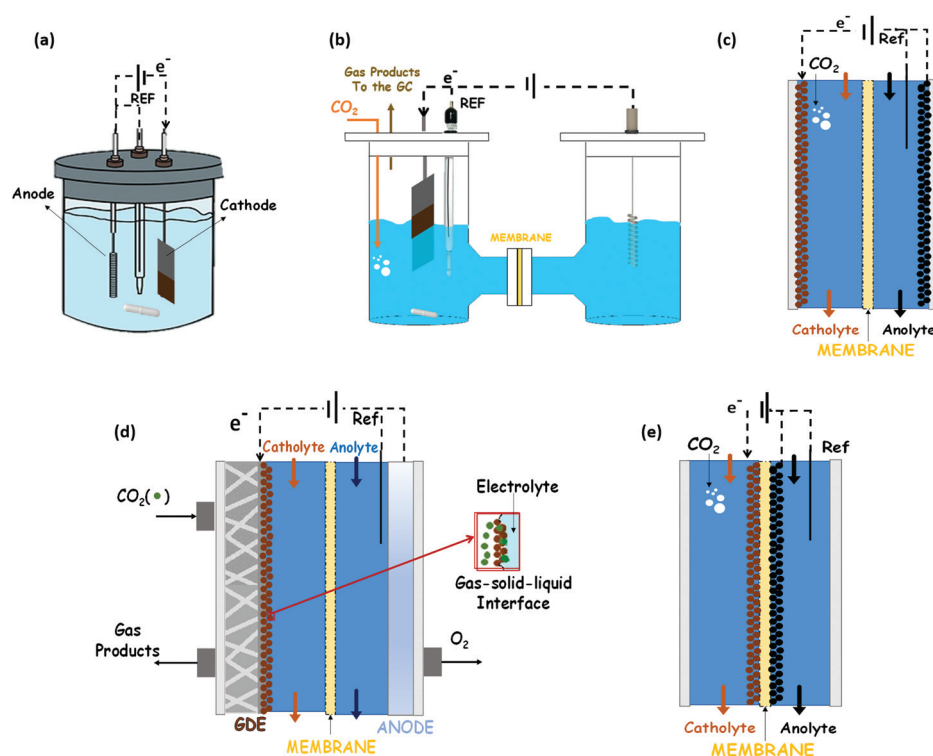 (a)
e-
REF
Anode
Cathode
(b)
Gas Products
To the GC
e-
CO2
REF
MEMBRANE
(c)
e-
Ref
CO2
Catholyte
Anolyte
MEMBRANE
(d)
e-
Ref
Catholyte
Anolyte
CO2(●)
Electrolyte
Gas-solid-liquid
Interface
Gas
Products
O2
GDE
ANODE
MEMBRANE
(e)
e-
CO2
Ref
Catholyte
Anolyte
MEMBRANE